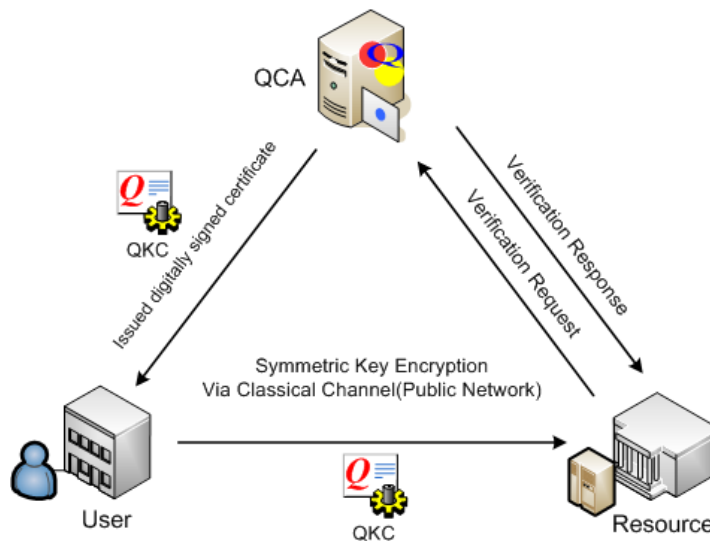 QCA
Q
Q
QKC
Issued digitally signed certificate
Verification Response
Verification Request
Symmetric Key Encryption
Via Classical Channel(Public Network)
Q
QKC
User
Resource